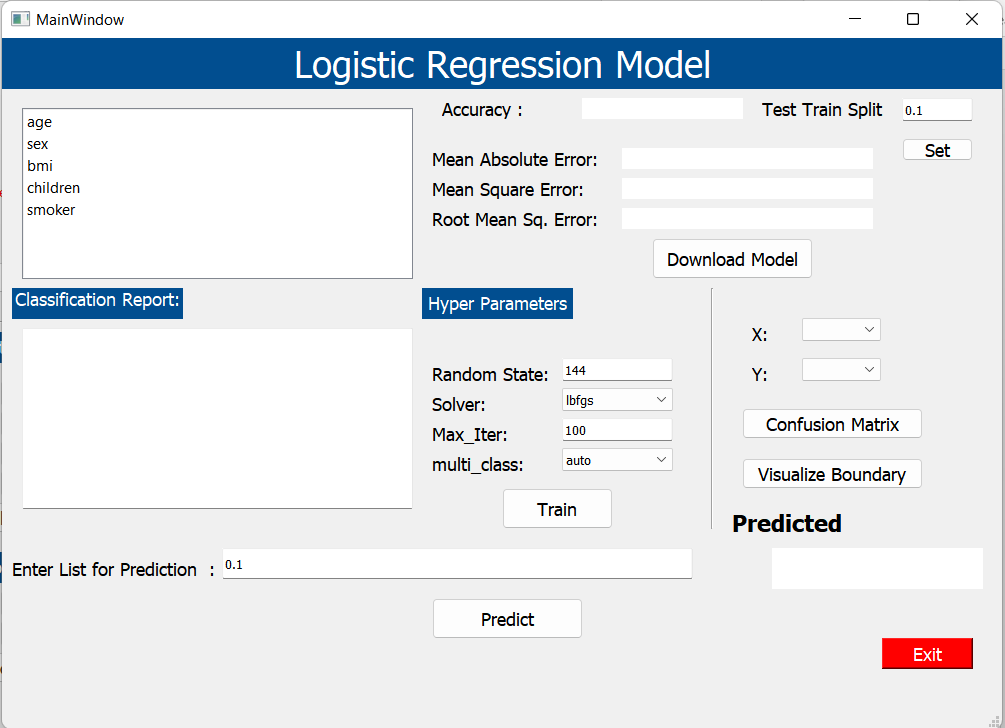 MainWindow
Logistic Regression Model
age
sex
bmi
children
smoker
Accuracy :
Test Train Split
0.1
Set
Mean Absolute Error:
Mean Square Error:
Root Mean Sq. Error:
Download Model
Classification Report:
Hyper Parameters
Random State:
144
Solver:
lbfgs
Max_Iter:
100
multi_class:
auto
Train
X:
Y:
Confusion Matrix
Visualize Boundary
Predicted
Enter List for Prediction :
0.1
Predict
Exit